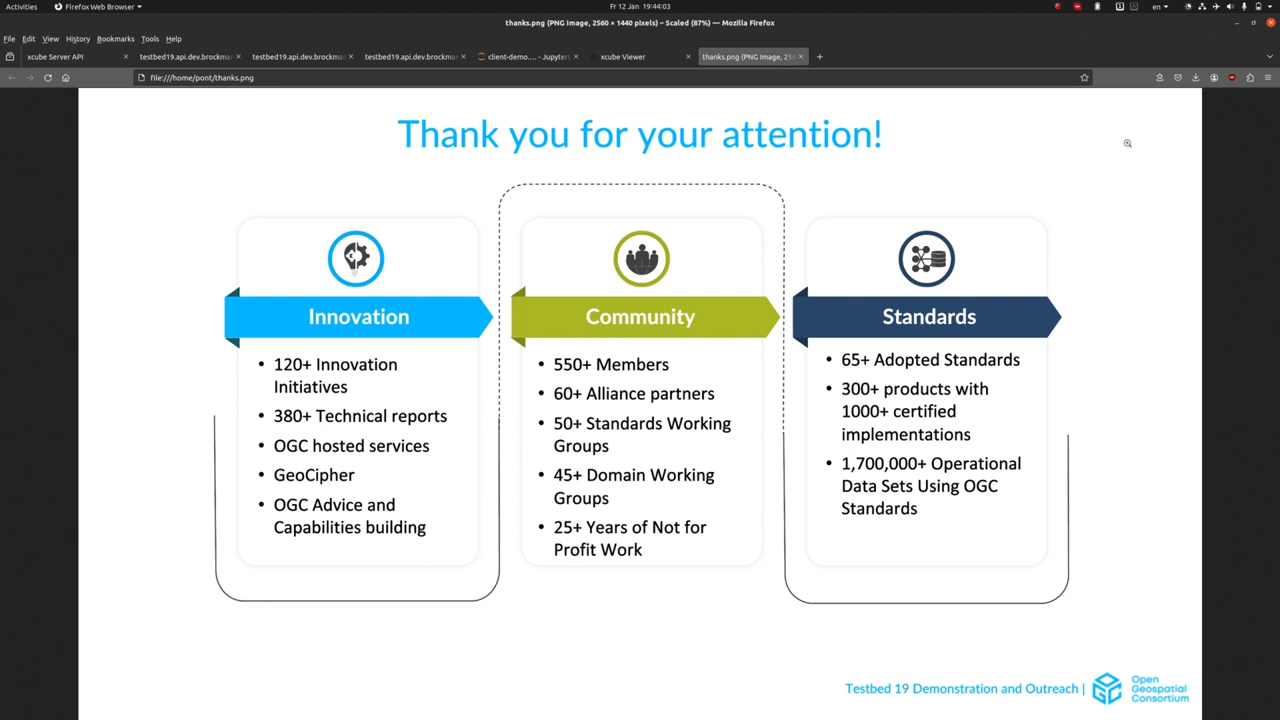 Activities
Firefox Web Browser
Fr 12 Jan 19:44:03
en
thanks.png (PNG Image, 2560 × 1440 pixels) – Scaled (87%) — Mozilla Firefox
File Edit View History Bookmarks Tools Help
xcube Server API
testbed19.api.dev.brockman
testbed19.api.dev.brockman
testbed19.api.dev.brockman
client-demo.... - Jupyter
xcube Viewer
thanks.png (PNG Image, 256
file:///home/pont/thanks.png
Thank you for your attention!
Innovation
• 120+ Innovation
Initiatives
• 380+ Technical reports
• OGC hosted services
• GeoCipher
• OGC Advice and
Capabilities building
Community
• 550+ Members
• 60+ Alliance partners
• 50+ Standards Working
Groups
• 45+ Domain Working
Groups
• 25+ Years of Not for
Profit Work
Standards
• 65+ Adopted Standards
• 300+ products with
1000+ certified
implementations
• 1,700,000+ Operational
Data Sets Using OGC
Standards
Testbed 19 Demonstration and Outreach |
Open
Geospatial
Consortium